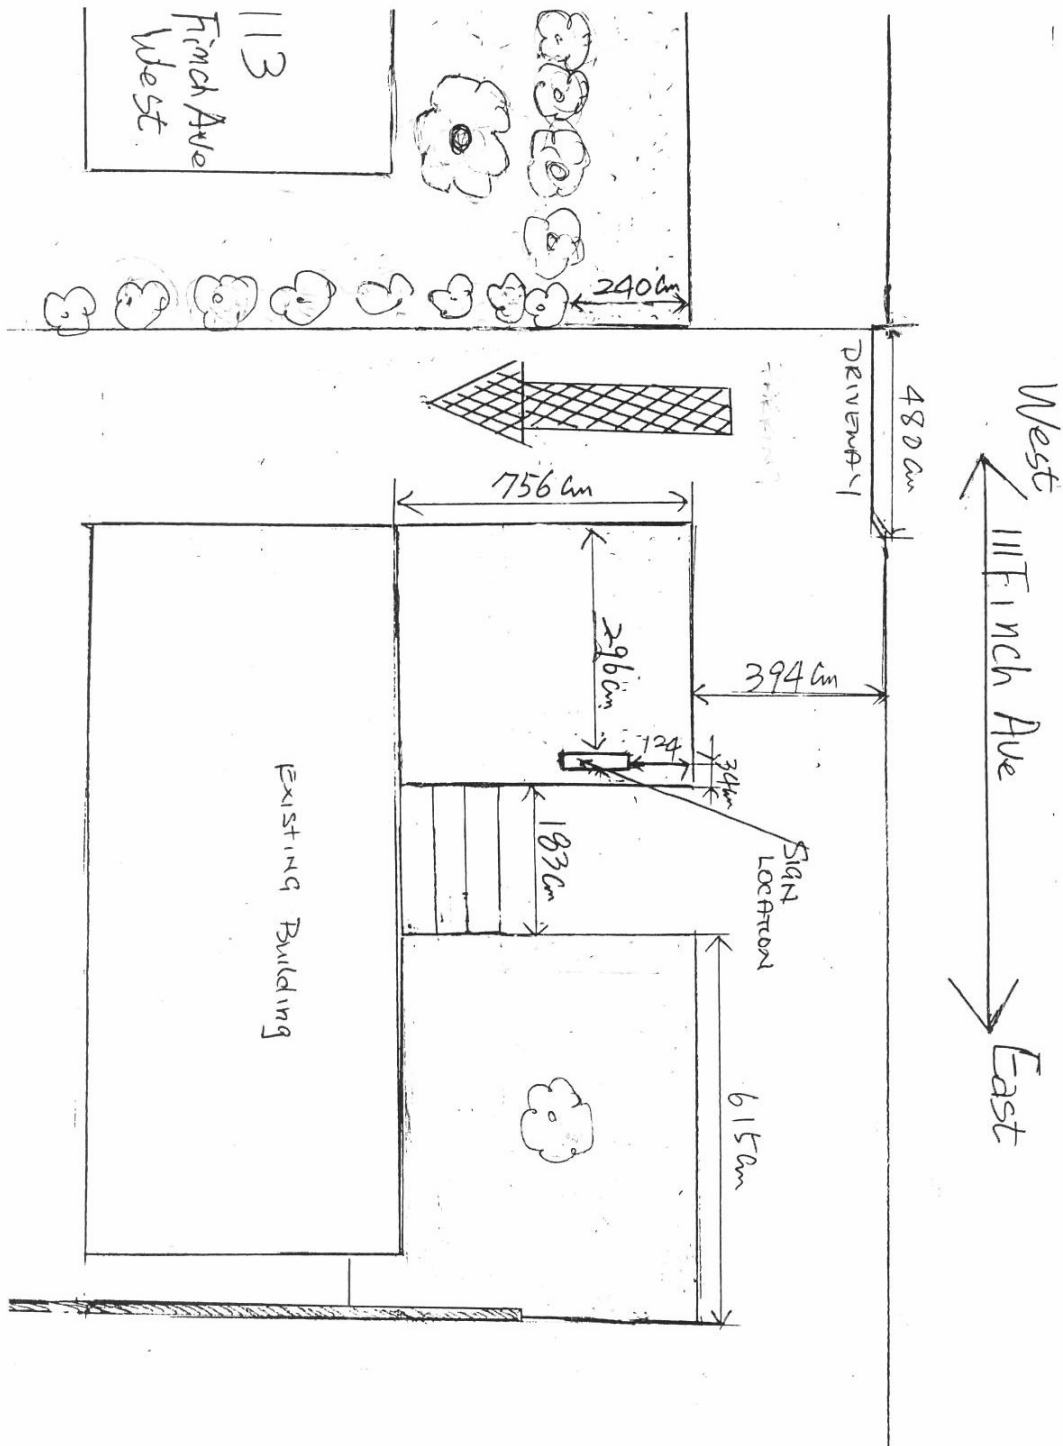 113
Finch Ave
West
240cm
DRIVEWAY
480cm
West
111 Finch Ave
East
756cm
296cm
394cm
124
34cm
SIGN
LOCATION
183cm
EXISTING Building
615cm